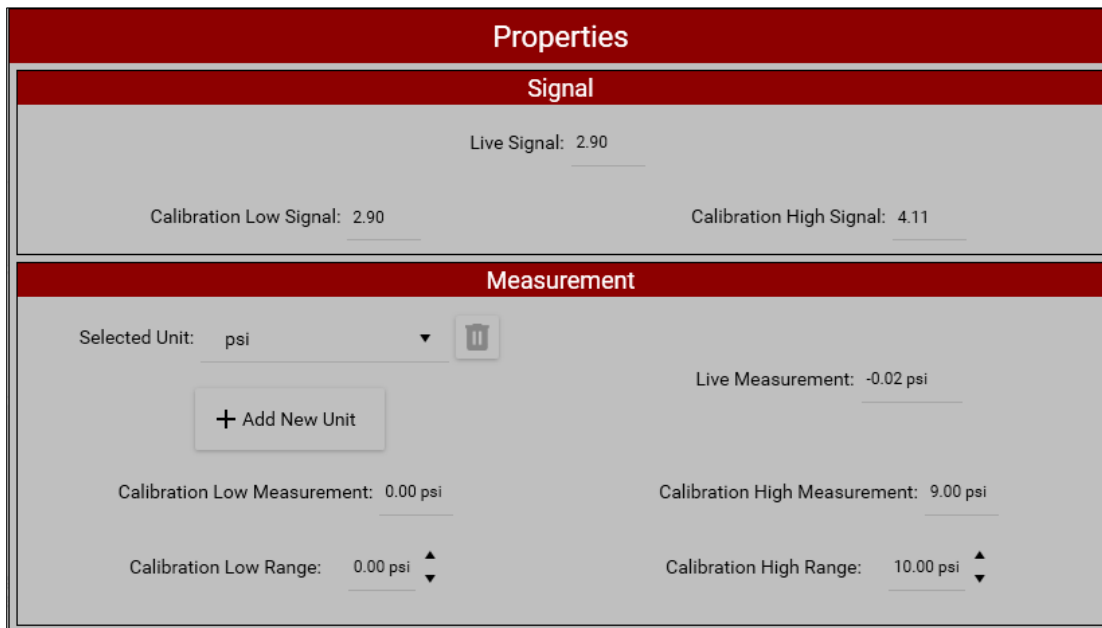 Properties
Signal
Live Signal: 2.90
Calibration Low Signal: 2.90 Calibration High Signal: 4.11
Measurement
Selected Unit: psi
Live Measurement: -0.02 psi
+ Add New Unit
Calibration Low Measurement: 0.00 psi Calibration High Measurement: 9.00 psi
Calibration Low Range: 0.00 psi Calibration High Range: 10.00 psi